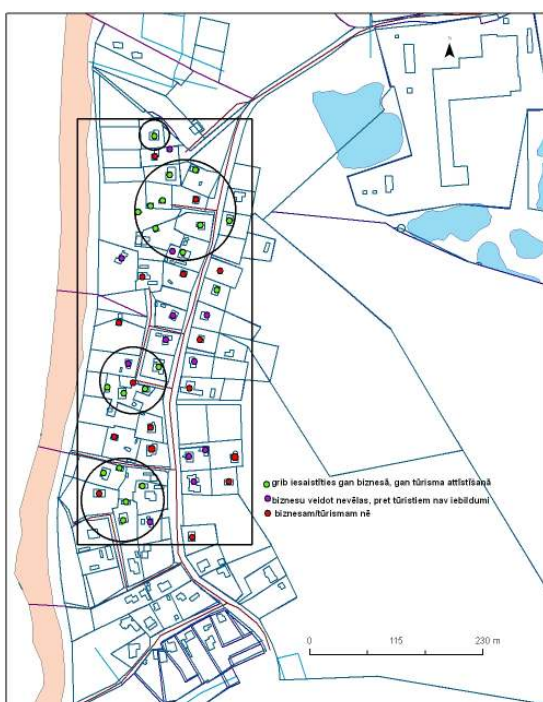 grib iesaistīties gan biznesā, gan tūrisma attīstīšanā
biznesu veidot nevēlas, pret tūristiem nav iebildumi
biznesam/tūrismam nē
0 115 230 m